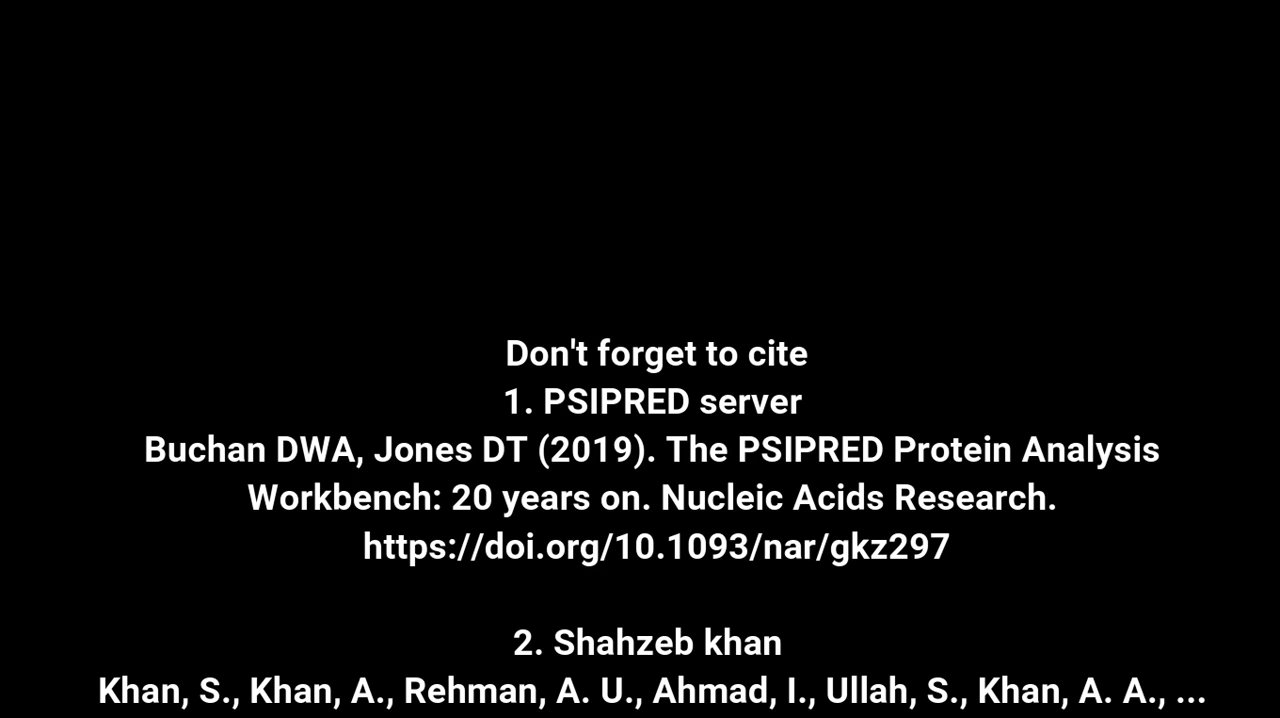 Don't forget to cite
1. PSIPRED server
Buchan DWA, Jones DT (2019). The PSIPRED Protein Analysis
Workbench: 20 years on. Nucleic Acids Research.
https://doi.org/10.1093/nar/gkz297
2. Shahzeb khan
Khan, S., Khan, A., Rehman, A. U., Ahmad, I., Ullah, S., Khan, A. A., ...